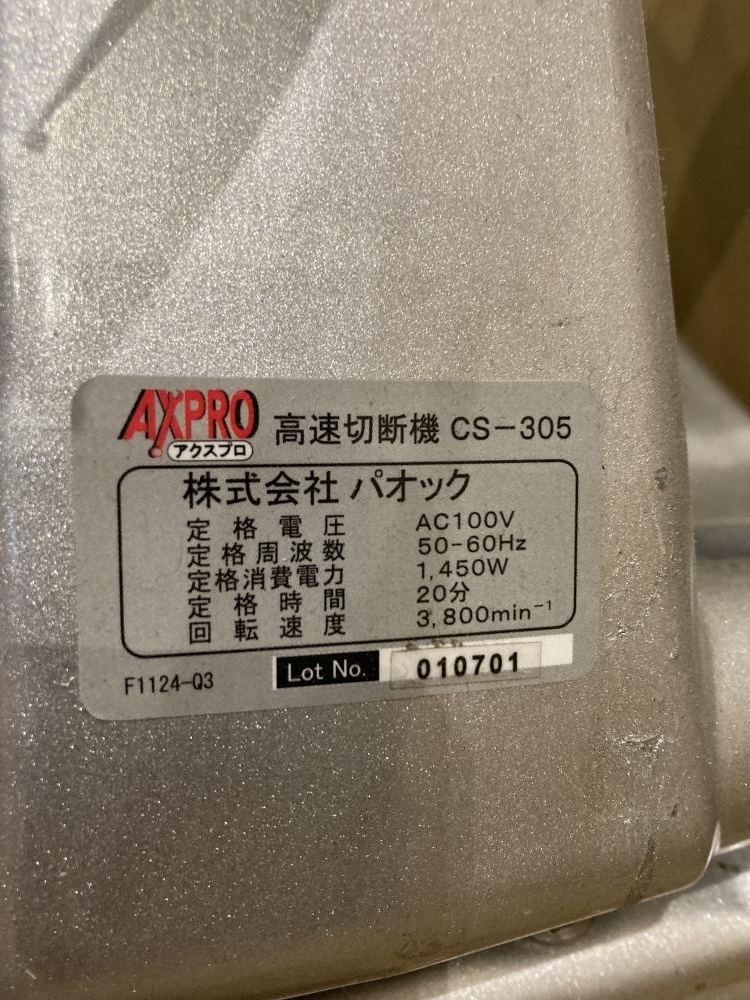 AXPRO
アクスプロ
高速切断機 CS-305
株式会社 パオック
定格電圧 AC100V
定格周波数 50-60Hz
定格消費電力 1,450W
定格時間 20分
回転速度 3,800min⁻¹
F1124-Q3 Lot No. 010701